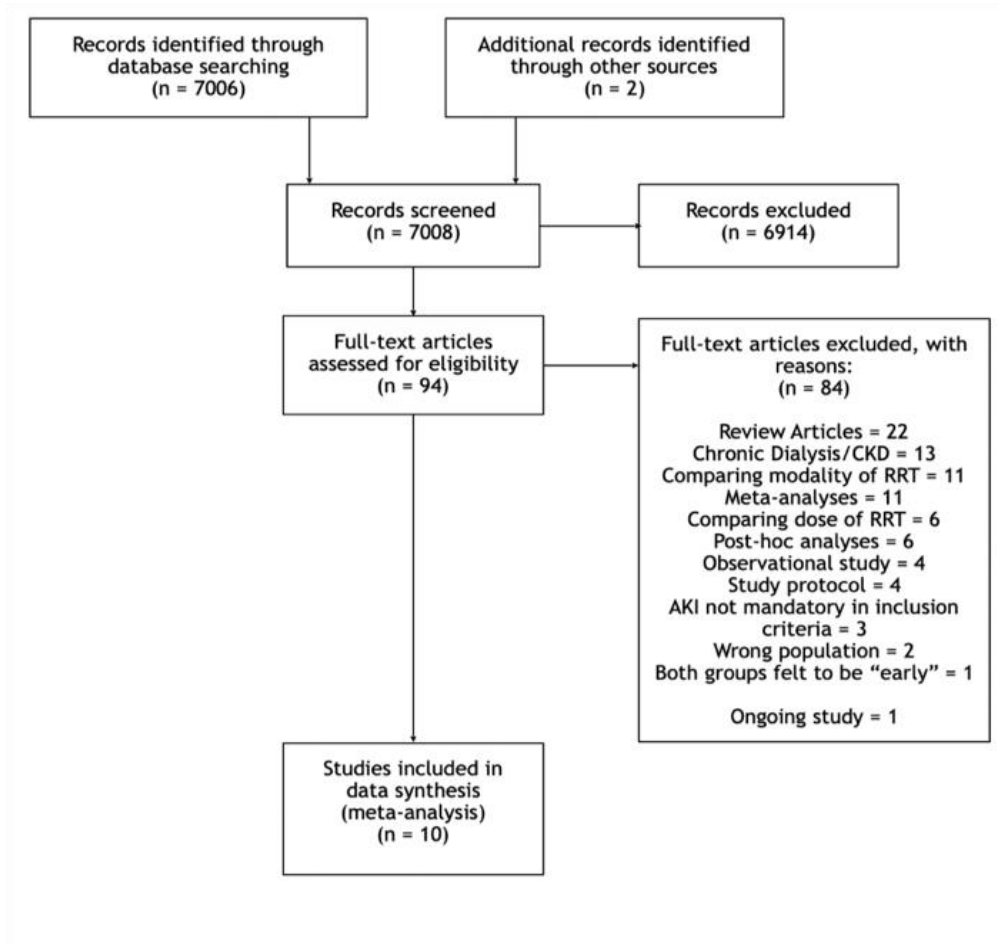 Records identified through
database searching
(n = 7006)
Additional records identified
through other sources
(n = 2)
Records screened
(n = 7008)
Records excluded
(n = 6914)
Full-text articles
assessed for eligibility
(n = 94)
Full-text articles excluded, with
reasons:
(n = 84)
Review Articles = 22
Chronic Dialysis/CKD = 13
Comparing modality of RRT = 11
Meta-analyses = 11
Comparing dose of RRT = 6
Post-hoc analyses = 6
Observational study = 4
Study protocol = 4
AKI not mandatory in inclusion
criteria = 3
Wrong population = 2
Both groups felt to be “early” = 1
Ongoing study = 1
Studies included in
data synthesis
(meta-analysis)
(n = 10)